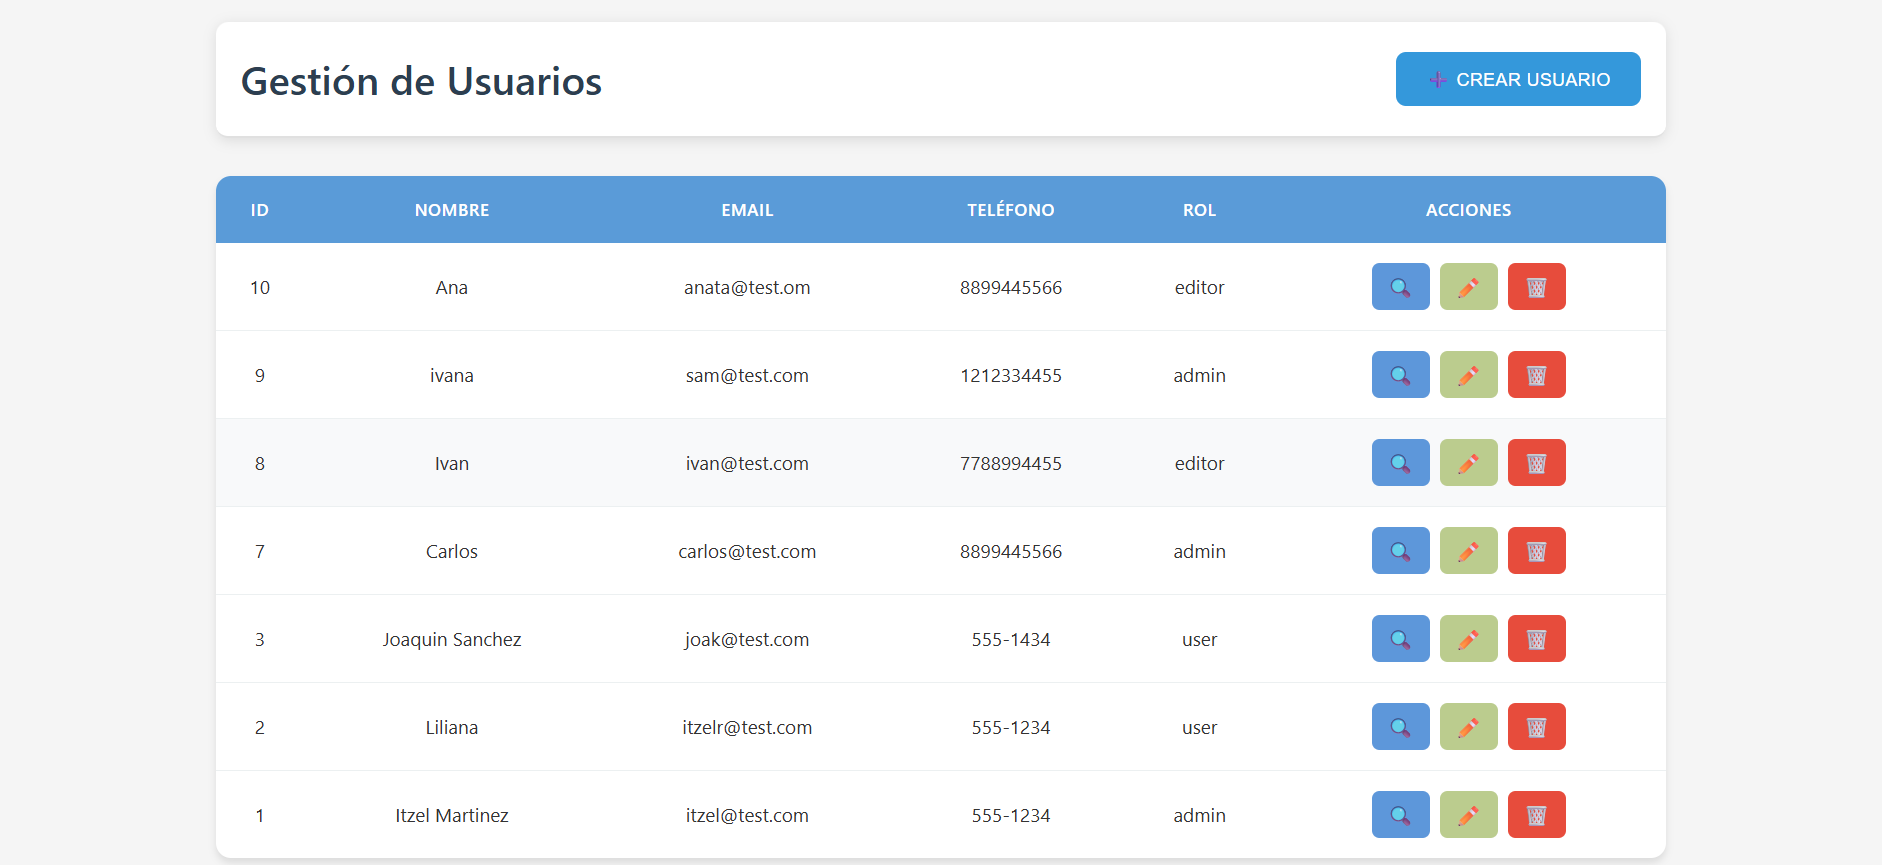 Gestión de Usuarios
➕ CREAR USUARIO
ID NOMBRE EMAIL TELÉFONO ROL ACCIONES
10 Ana anata@test.om 8899445566 editor
9 ivana sam@test.com 1212334455 admin
8 Ivan ivan@test.com 7788994455 editor
7 Carlos carlos@test.com 8899445566 admin
3 Joaquin Sanchez joak@test.com 555-1434 user
2 Liliana itzelr@test.com 555-1234 user
1 Itzel Martinez itzel@test.com 555-1234 admin